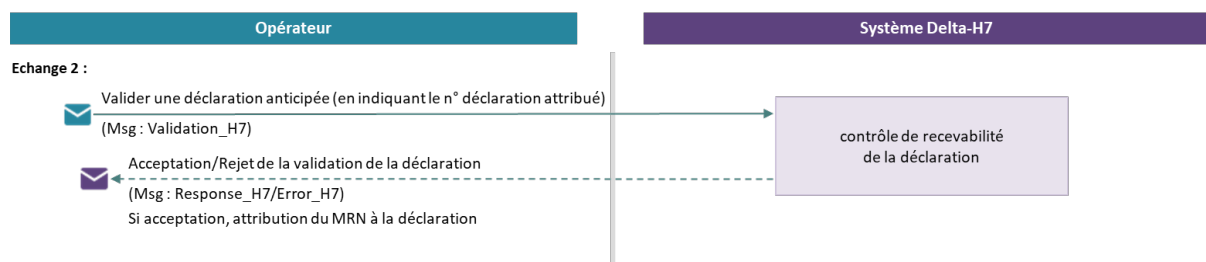 Opérateur
Système Delta-H7
Echange 2 :
Valider une déclaration anticipée (en indiquant le n° déclaration attribué)
(Msg : Validation_H7)
contrôle de recevabilité
de la déclaration
Acceptation/Rejet de la validation de la déclaration
(Msg : Response_H7/Error_H7)
Si acceptation, attribution du MRN à la déclaration